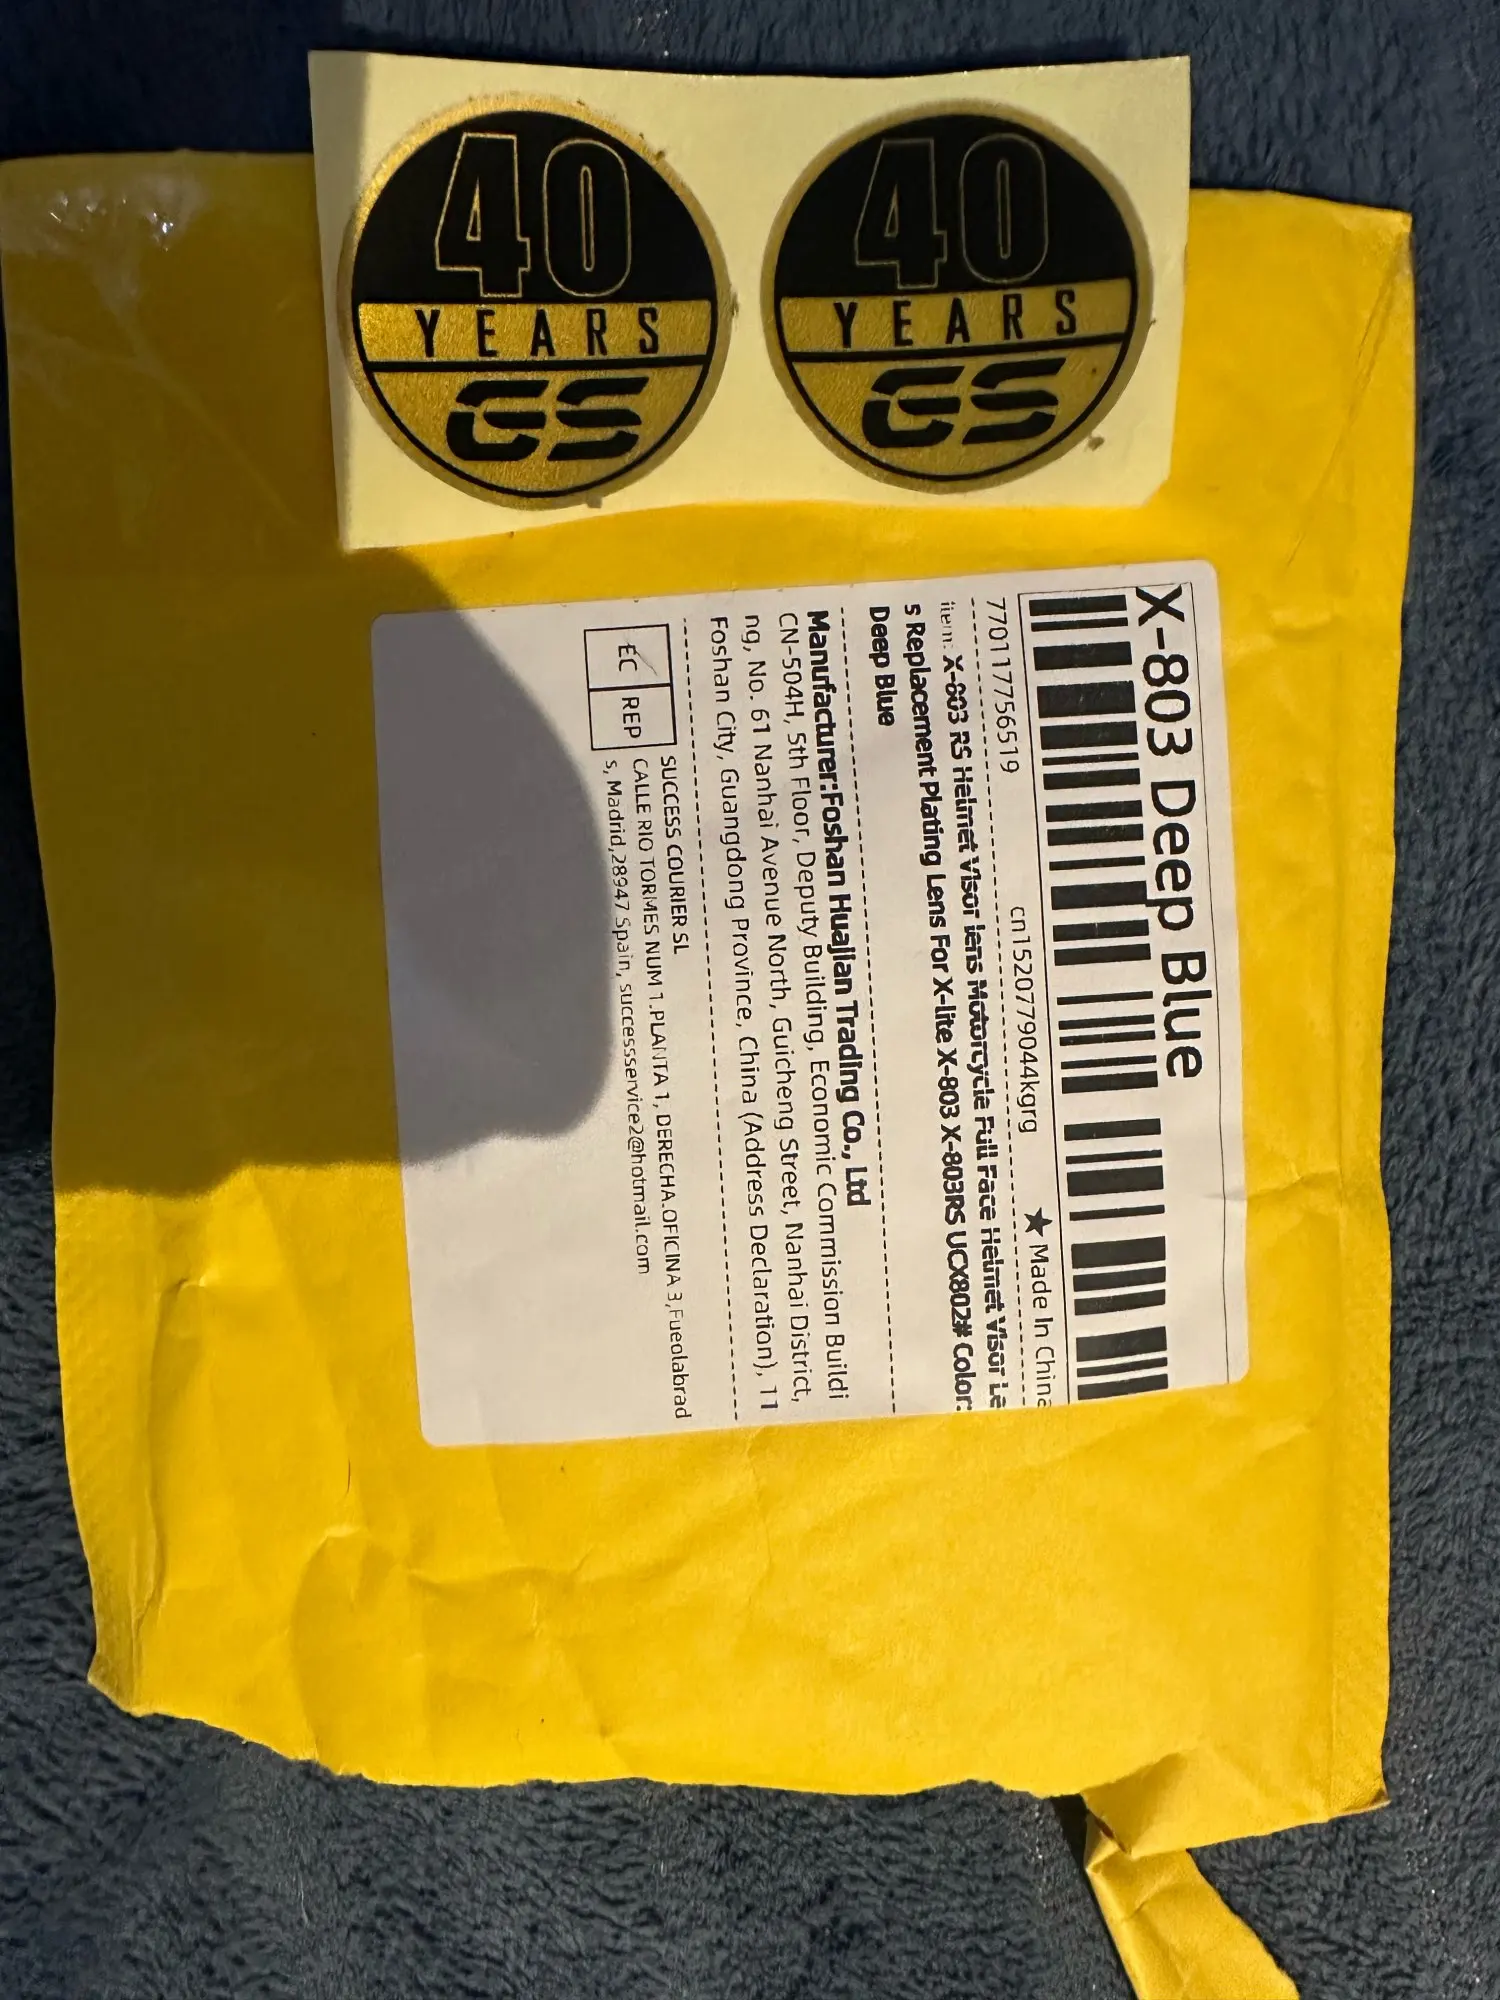 40
YEARS
GS
40
YEARS
GS
X-803 Deep Blue
770117756519 cn1520779044kgrg ★ Made In China
item: X-803 RS Helmet Visor lens Motorcycle Full Face Helmet Visor Le
s Replacement Plating Lens For X-lite X-803 X-803RS UCX802# Color:
Deep Blue
Manufacturer:Foshan Huajian Trading Co., Ltd
CN-504H, 5th Floor, Deputy Building, Economic Commission Buildi
ng, No. 61 Nanhai Avenue North, Guicheng Street, Nanhai District,
Foshan City, Guangdong Province, China (Address Declaration), 11
EC REP
SUCCESS COURIER SL
CALLE RIO TORMES NUM 1.PLANTA 1, DERECHA.OFICINA 3,Fueolabrad
s, Madrid,28947 Spain, successservice2@hotmail.com